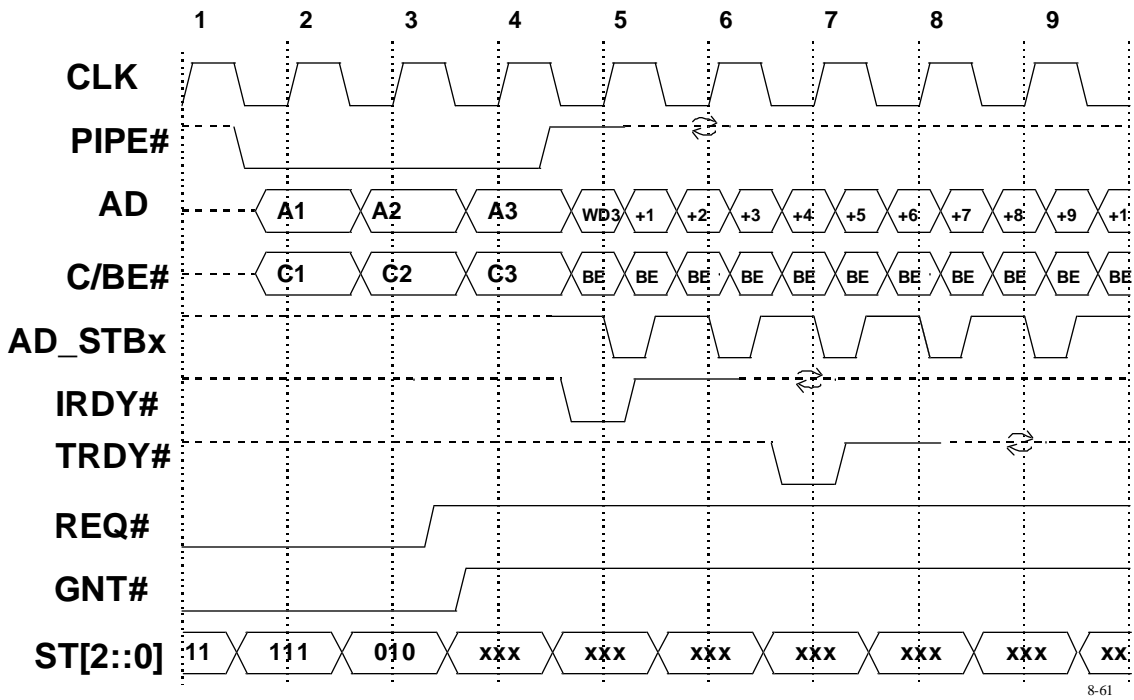 1 2 3 4 5 6 7 8 9
CLK
PIPE#
AD A1 A2 A3 WD3 +1 +2 +3 +4 +5 +6 +7 +8 +9 +1
C/BE# C1 C2 C3 BE BE BE BE BE BE BE BE BE BE BE
AD_STBx
IRDY#
TRDY#
REQ#
GNT#
ST[2::0] 11 111 010 xxx xxx xxx xxx xxx xxx xx
8-61